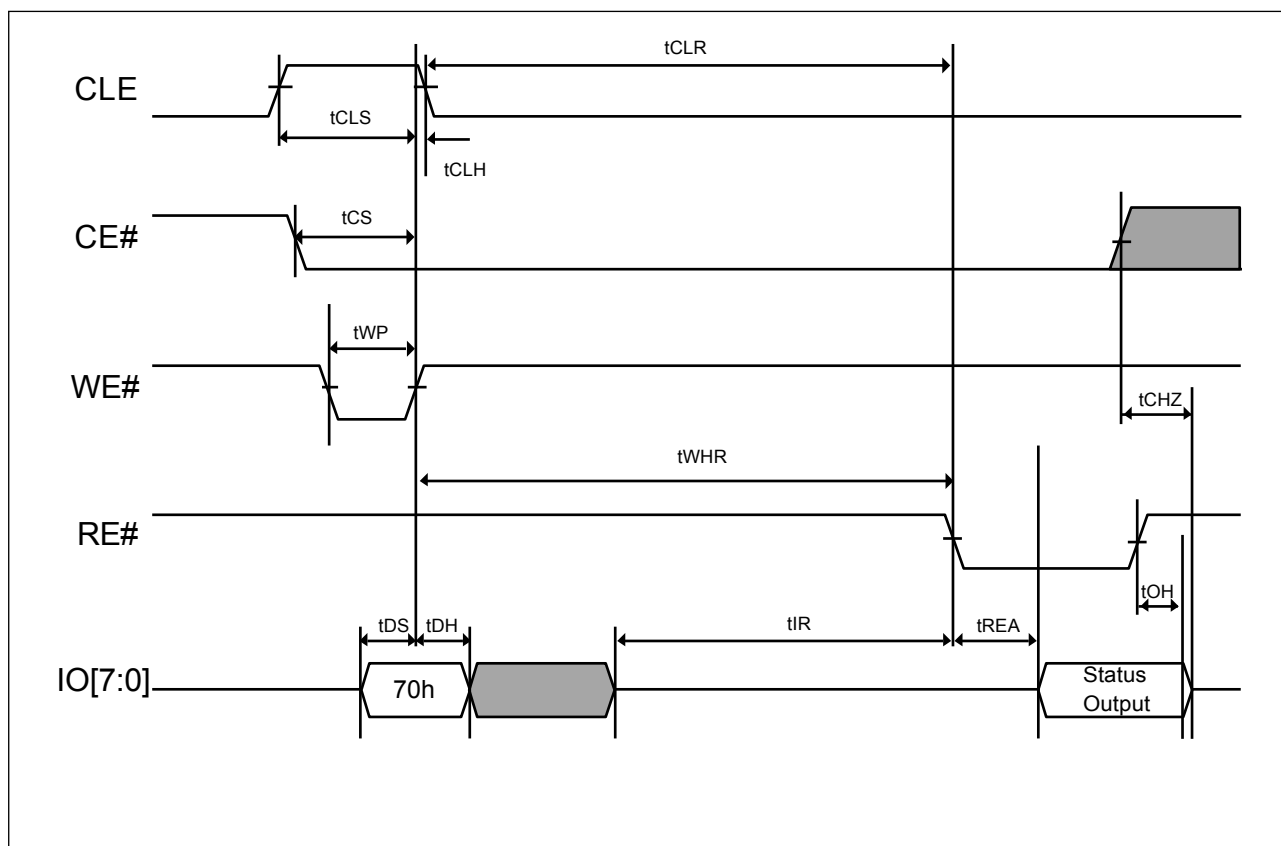 tCLR
CLE
tCLS
tCLH
tCS
CE#
tWP
WE#
tCHZ
tWHR
RE#
tOH
tDS
tDH
tIR
tREA
IO[7:0]
70h
Status
Output